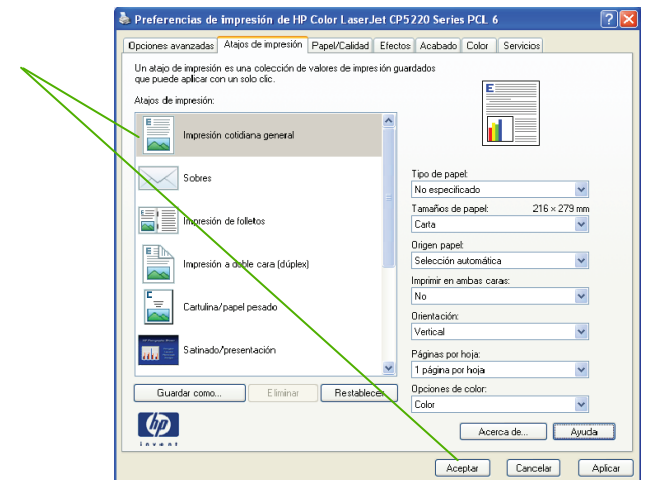 Preferencias de impresión de HP Color LaserJet CP5220 Series PCL 6
Opciones avanzadas Atajos de impresión Papel/Calidad Efectos Acabado Color Servicios
Un atajo de impresión es una colección de valores de impresión guardados
que puede aplicar con un solo clic.
Atajos de impresión:
Impresión cotidiana general
Sobres
Impresión de folletos
Impresión a doble cara (dúplex)
Cartulina/papel pesado
Satinado/presentación
Guardar como... Eliminar Restablecer
Tipo de papel:
No especificado
Tamaños de papel: 216 × 279 mm
Carta
Origen papel:
Selección automática
Imprimir en ambas caras:
No
Orientación:
Vertical
Páginas por hoja:
1 página por hoja
Opciones de color:
Color
hp
invent
Acerca de... Ayuda
Aceptar Cancelar Aplicar